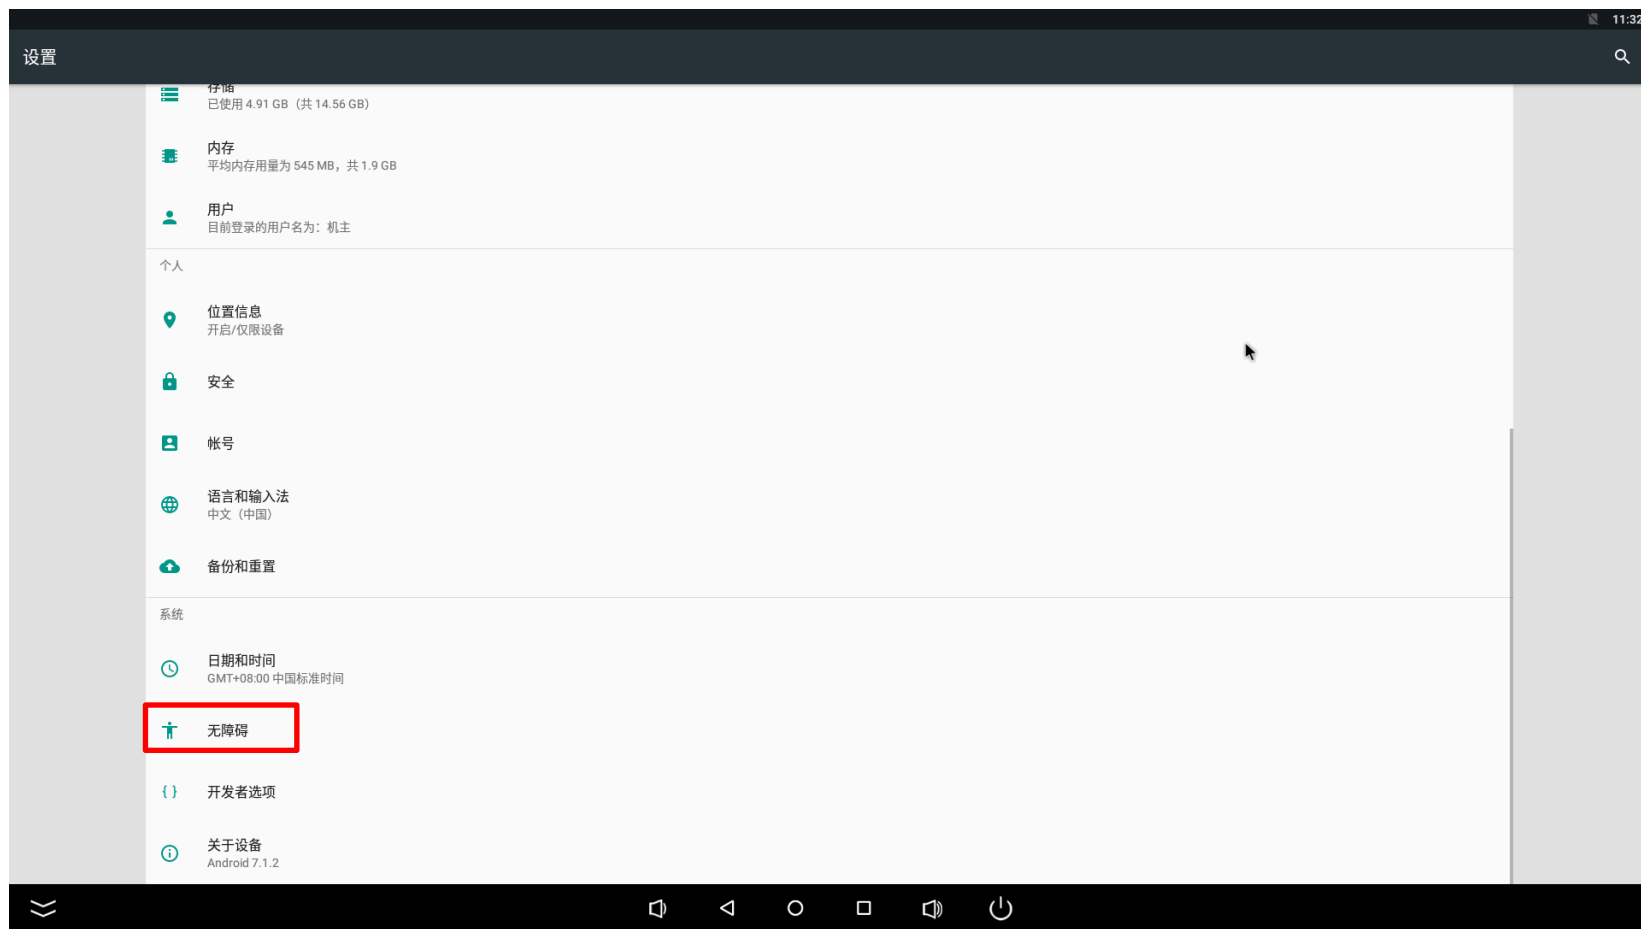 11:32
设置
存储
已使用 4.91 GB（共 14.56 GB）
内存
平均内存用量为 545 MB，共 1.9 GB
用户
目前登录的用户名为：机主
个人
位置信息
开启/仅限设备
安全
帐号
语言和输入法
中文（中国）
备份和重置
系统
日期和时间
GMT+08:00 中国标准时间
无障碍
开发者选项
关于设备
Android 7.1.2